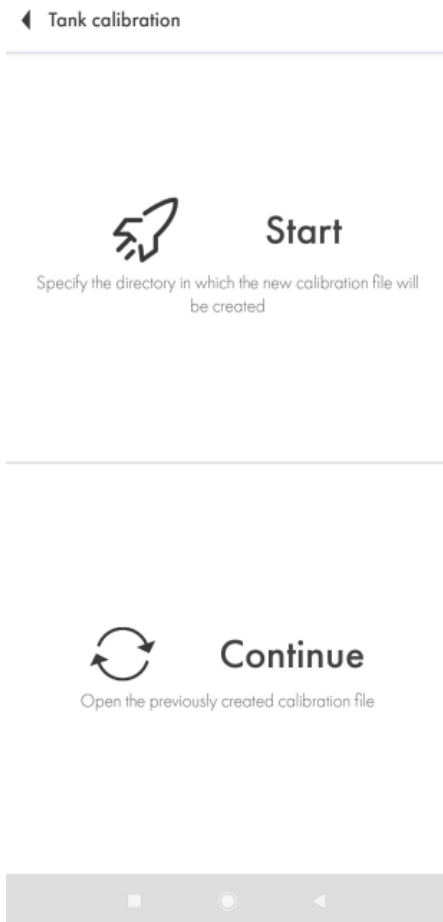 Tank calibration
Start
Specify the directory in which the new calibration file will
be created
Continue
Open the previously created calibration file